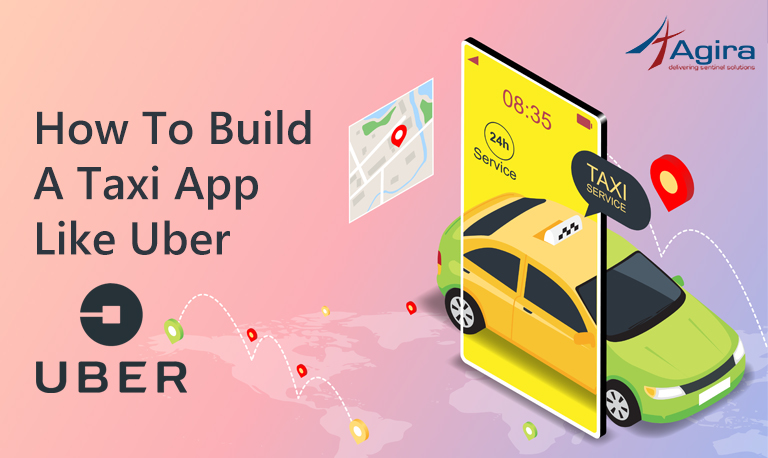 Agira
delivering sentinel solutions
How To Build
A Taxi App
Like Uber
UBER
08:35
24h
Service
TAXI
SERVICE